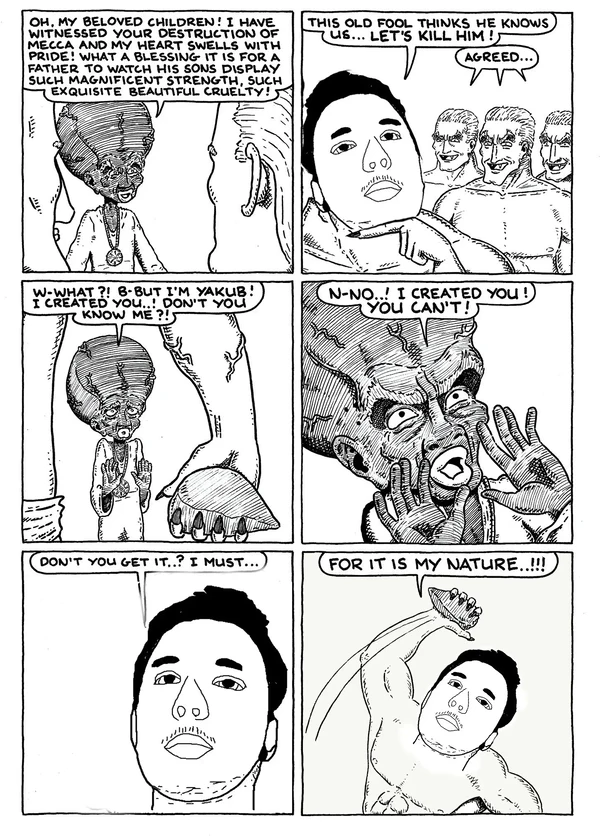 OH, MY BELOVED CHILDREN! I HAVE
WITNESSED YOUR DESTRUCTION OF
MECCA AND MY HEART SWELLS WITH
PRIDE! WHAT A BLESSING IT IS FOR A
FATHER TO WATCH HIS SONS DISPLAY
SUCH MAGNIFICENT STRENGTH, SUCH
EXQUISITE BEAUTIFUL CRUELTY!
THIS OLD FOOL THINKS HE KNOWS
US... LET'S KILL HIM!
AGREED...
W-WHAT?! B-BUT I'M YAKUB!
I CREATED YOU..! DON'T YOU
KNOW ME?!
N-NO..! I CREATED YOU!
YOU CAN'T!
DON'T YOU GET IT..? I MUST...
FOR IT IS MY NATURE..!!!